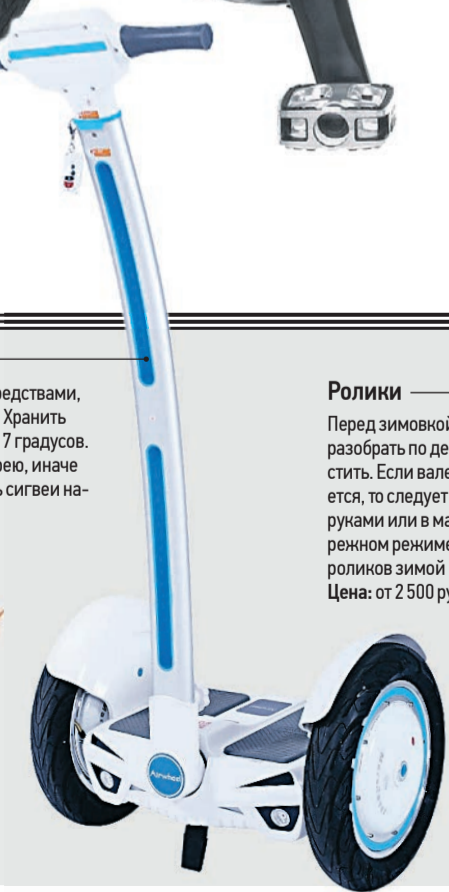 редствами,
Хранить
7 градусов.
рею, иначе
ь сигвеи на-
Ролики
Перед зимовкой
разобрать по де
стить. Если вале
ется, то следует
руками или в ма
режном режиме
роликов зимой
Цена: от 2 500 ру
Airwheel